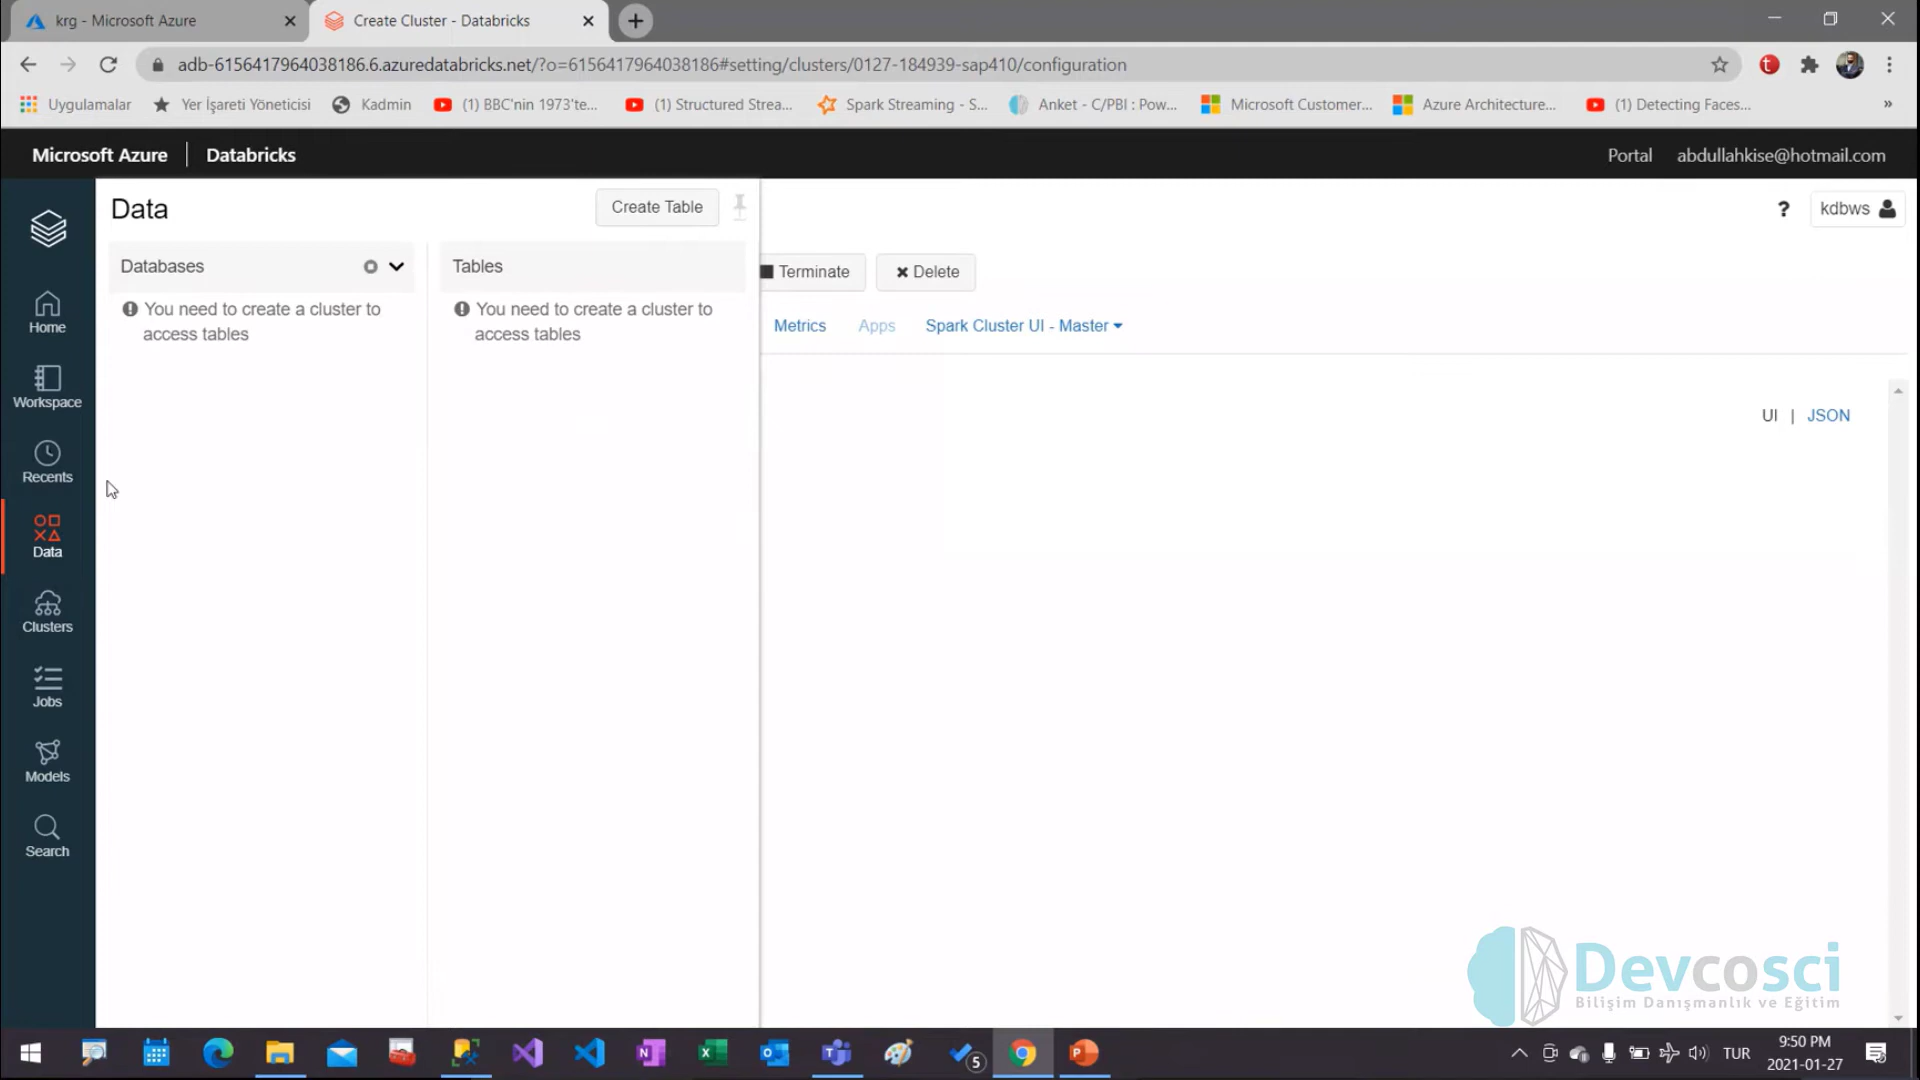 krg - Microsoft Azure
Create Cluster - Databricks
adb-6156417964038186.6.azuredatabricks.net/?o=6156417964038186#setting/clusters/0127-184939-sap410/configuration
Uygulamalar
Yer İşareti Yöneticisi
Kadmin
(1) BBC'nin 1973'te...
(1) Structured Strea...
Spark Streaming - S...
Anket - C/PBI : Pow...
Microsoft Customer...
Azure Architecture...
(1) Detecting Faces...
»
Microsoft Azure
Databricks
Portal
abdullahkise@hotmail.com
Data
Create Table
? kdbws
Databases
Tables
Terminate
Delete
You need to create a cluster to
access tables
You need to create a cluster to
access tables
Metrics
Apps
Spark Cluster UI - Master
UI | JSON
Home
Workspace
Recents
Data
Clusters
Jobs
Models
Search
Devcosci
Bilişim Danışmanlık ve Eğitim
5
TUR
9:50 PM
2021-01-27